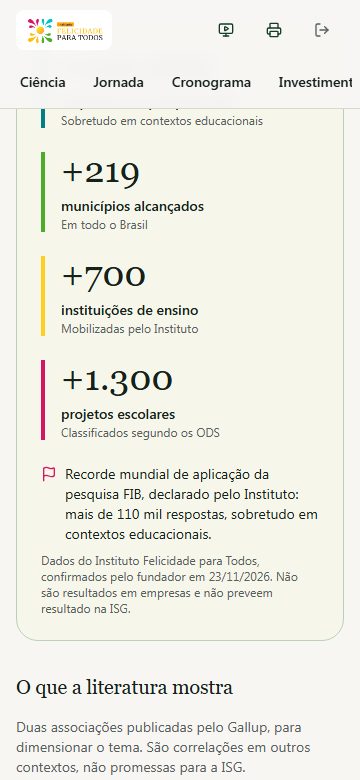 FELICIDADE
PARA TODOS
Ciência Jornada Cronograma Investiment
Sobretudo em contextos educacionais
+219
municípios alcançados
Em todo o Brasil
+700
instituições de ensino
Mobilizadas pelo Instituto
+1.300
projetos escolares
Classificados segundo os ODS
Recorde mundial de aplicação da
pesquisa FIB, declarado pelo Instituto:
mais de 110 mil respostas, sobretudo em
contextos educacionais.
Dados do Instituto Felicidade para Todos,
confirmados pelo fundador em 23/11/2026. Não
são resultados em empresas e não preveem
resultado na ISG.
O que a literatura mostra
Duas associações publicadas pelo Gallup, para
dimensionar o tema. São correlações em outros
contextos, não promessas para a ISG.